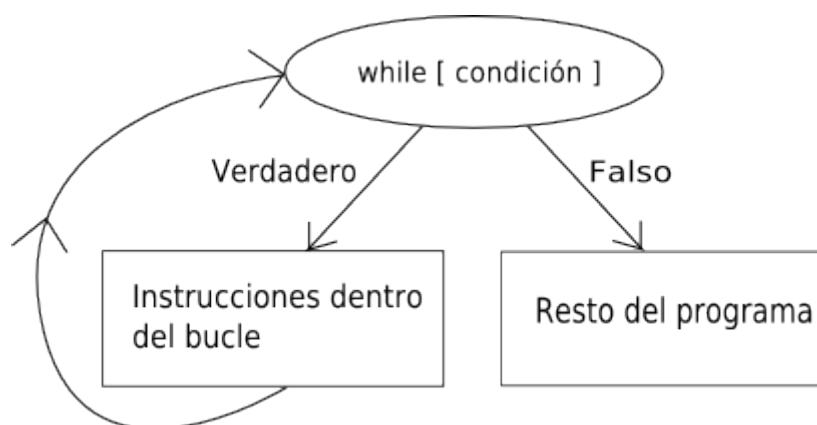 while [ condición ]
Verdadero
Falso
Instrucciones dentro
del bucle
Resto del programa